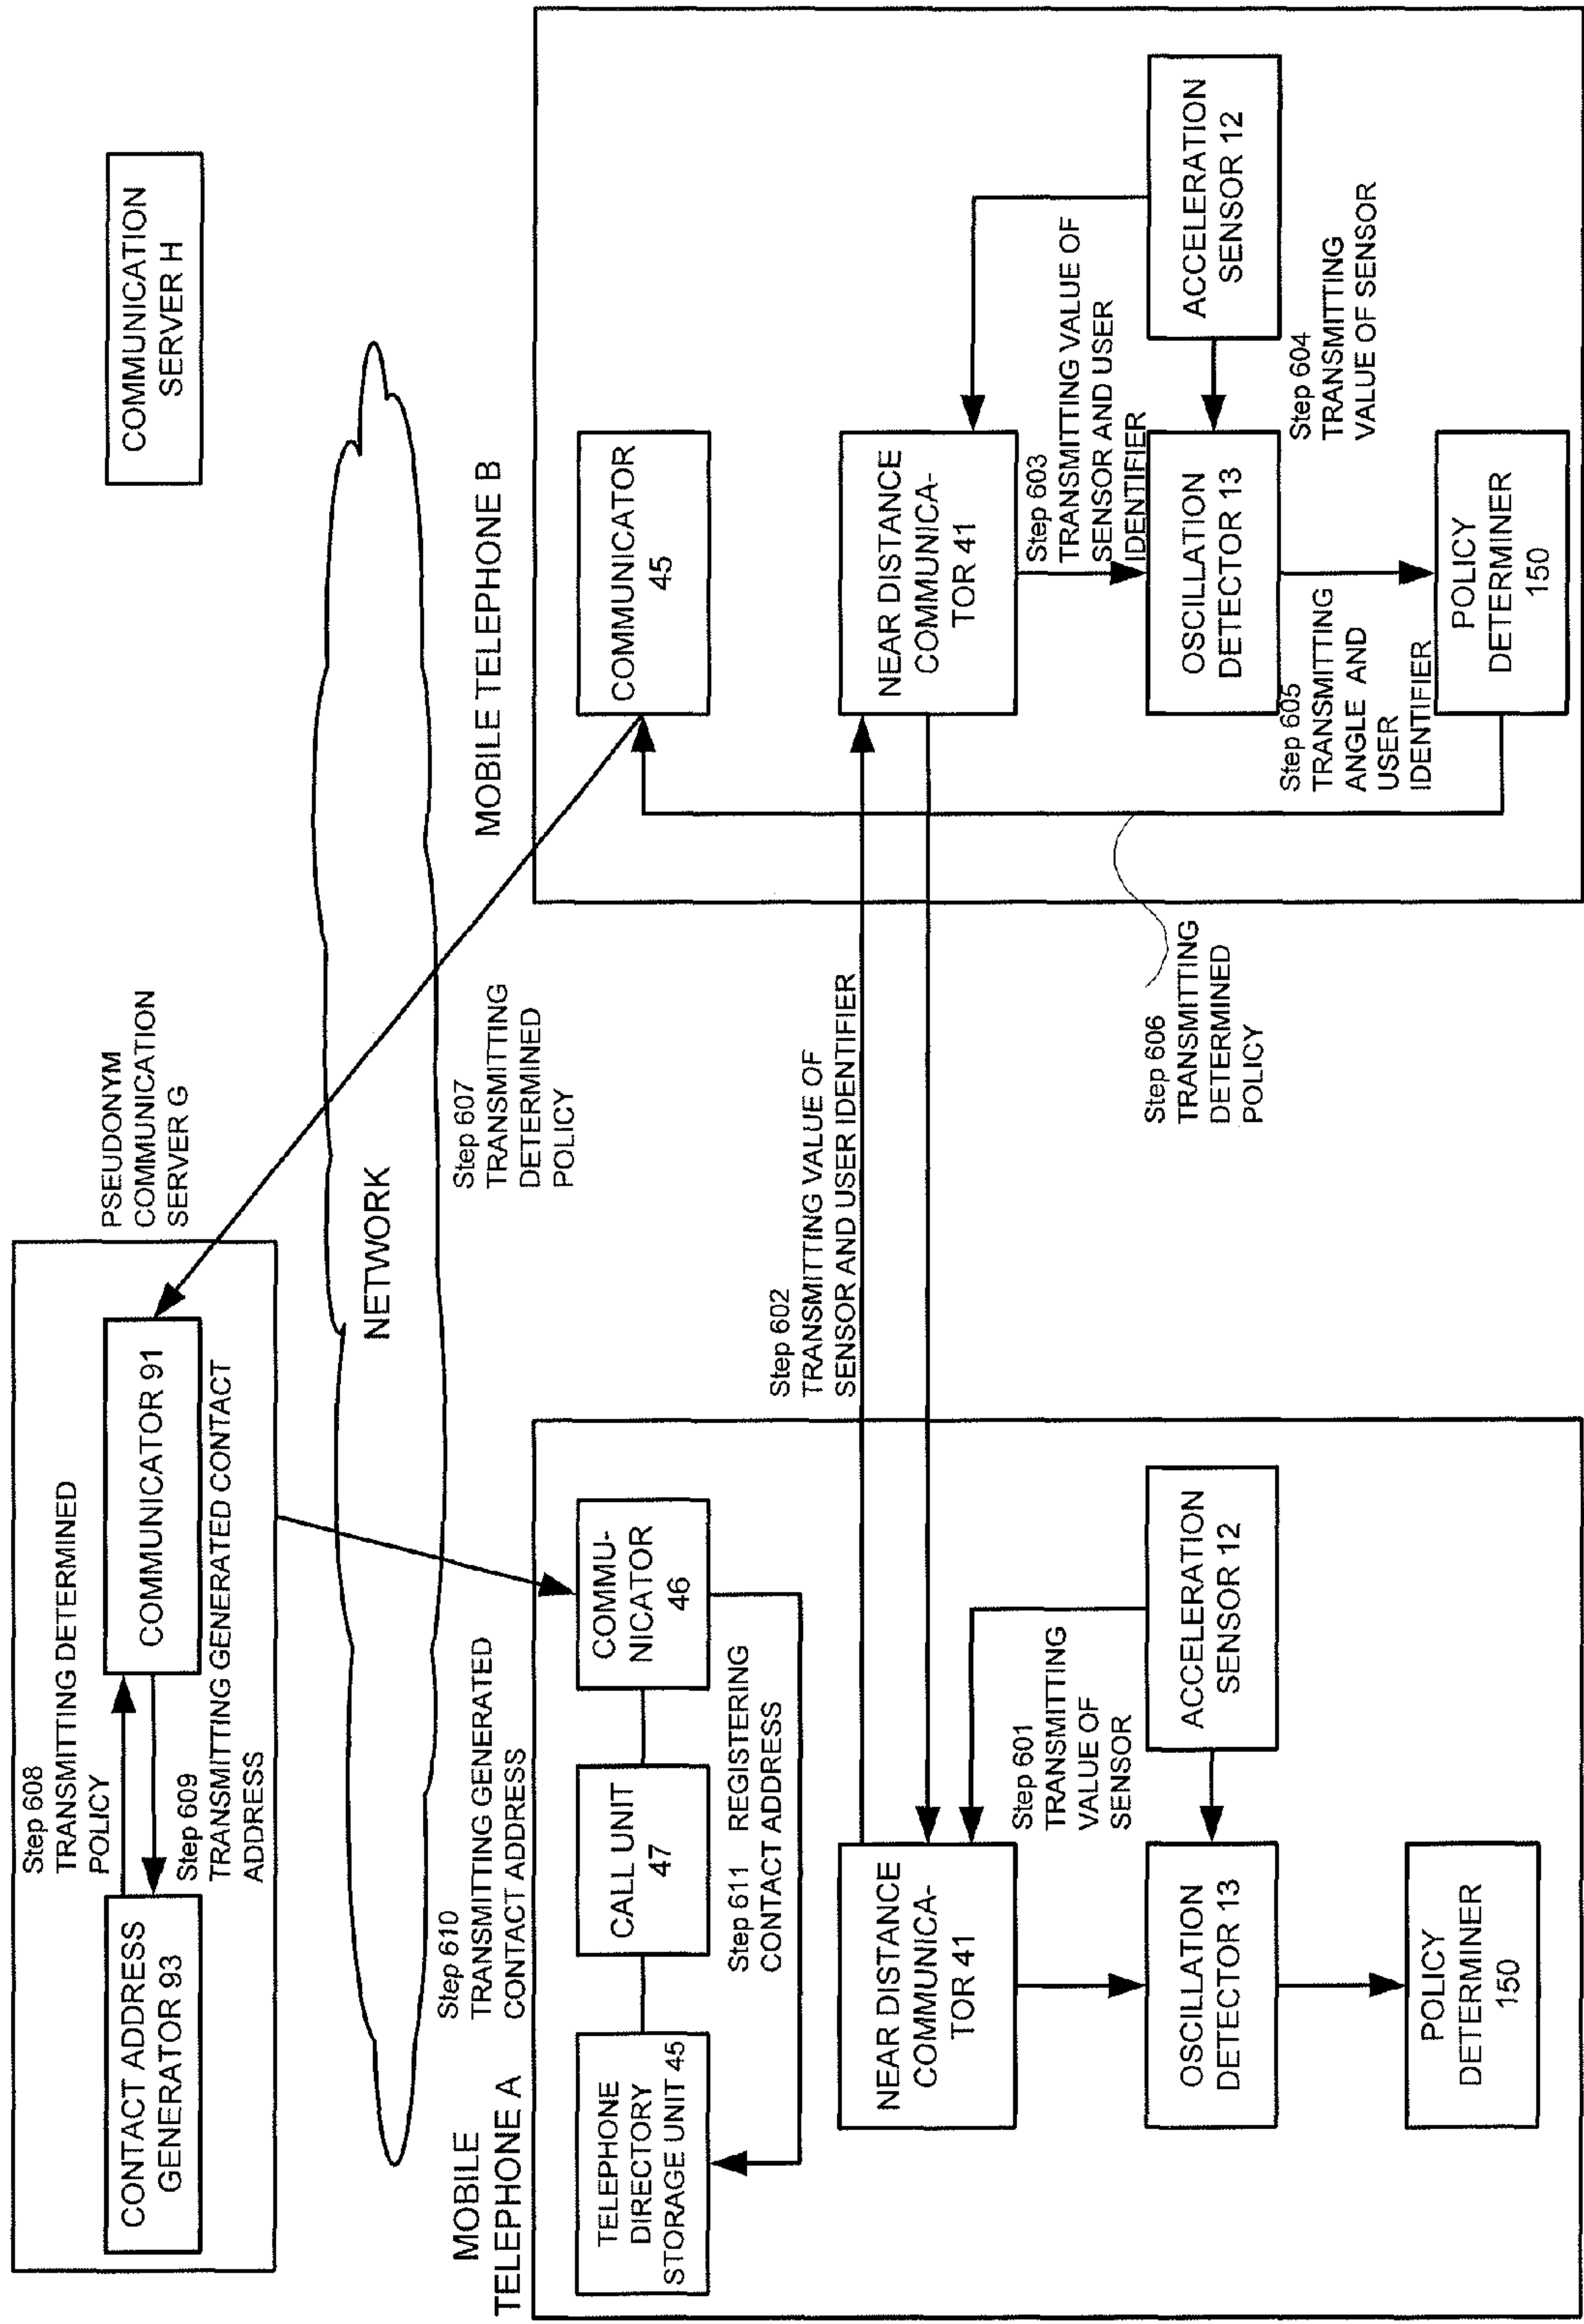 Step 608
TRANSMITTING DETERMINED
POLICY
CONTACT ADDRESS
GENERATOR 93
COMMUNICATOR 91
Step 609
TRANSMITTING GENERATED CONTACT
ADDRESS
PSEUDONYM
COMMUNICATION
SERVER G
COMMUNICATION
SERVER H
NETWORK
Step 610
TRANSMITTING GENERATED
CONTACT ADDRESS
Step 607
TRANSMITTING
DETERMINED
POLICY
MOBILE
TELEPHONE A
TELEPHONE
DIRECTORY
STORAGE UNIT 45
CALL UNIT
47
COMMU-
NICATOR
46
Step 611 REGISTERING
CONTACT ADDRESS
NEAR DISTANCE
COMMUNICA-
TOR 41
Step 601
TRANSMITTING
VALUE OF
SENSOR
ACCELERATION
SENSOR 12
OSCILLATION
DETECTOR 13
POLICY
DETERMINER
150
Step 602
TRANSMITTING VALUE OF
SENSOR AND USER IDENTIFIER
Step 606
TRANSMITTING
DETERMINED
POLICY
MOBILE TELEPHONE B
COMMUNICATOR
45
NEAR DISTANCE
COMMUNICA-
TOR 41
Step 603
TRANSMITTING VALUE OF
SENSOR AND USER
IDENTIFIER
ACCELERATION
SENSOR 12
OSCILLATION
DETECTOR 13
Step 604
TRANSMITTING
VALUE OF SENSOR
Step 605
TRANSMITTING
ANGLE AND
USER
IDENTIFIER
POLICY
DETERMINER
150